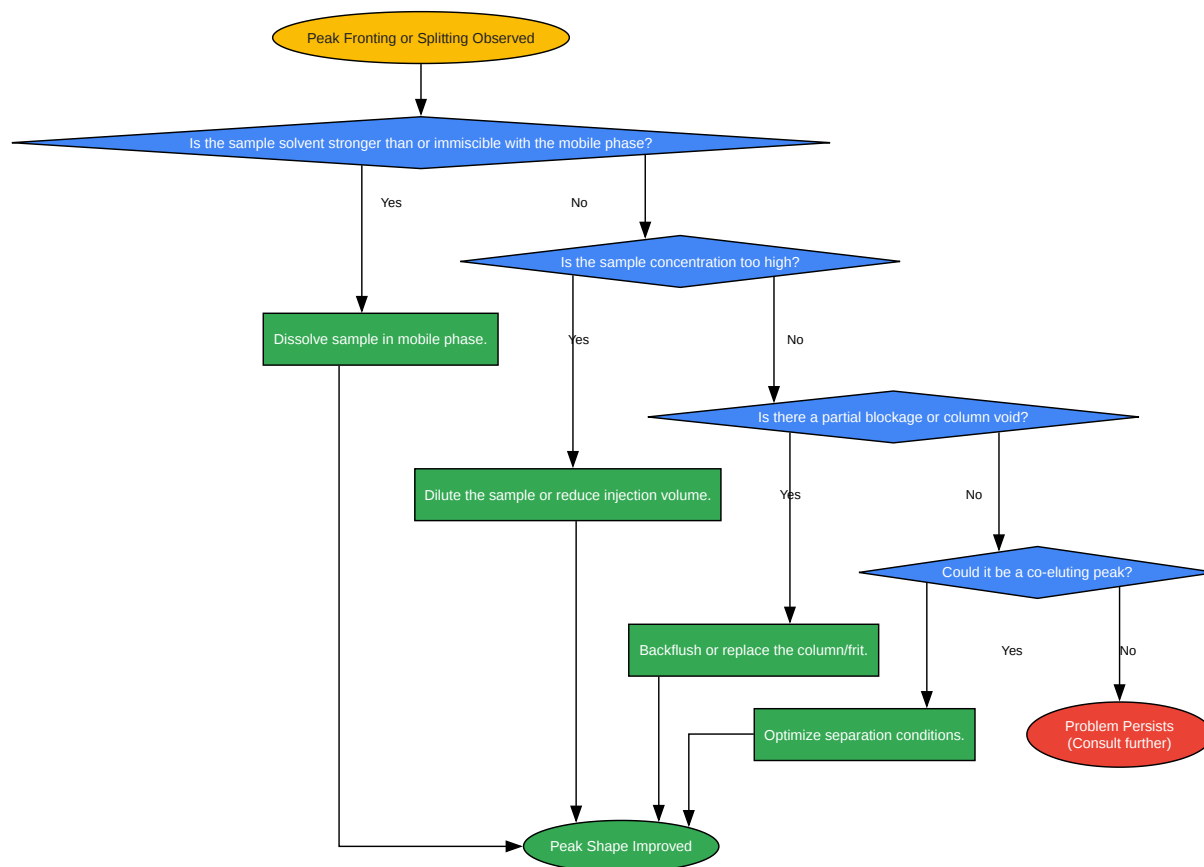 Peak Fronting or Splitting Observed
Is the sample solvent stronger than or immiscible with the mobile phase?
Yes
No
Is the sample concentration too high?
Dissolve sample in mobile phase.
Yes
No
Is there a partial blockage or column void?
Dilute the sample or reduce injection volume.
Yes
No
Could it be a co-eluting peak?
Backflush or replace the column/frit.
Yes
No
Optimize separation conditions.
Problem Persists
(Consult further)
Peak Shape Improved